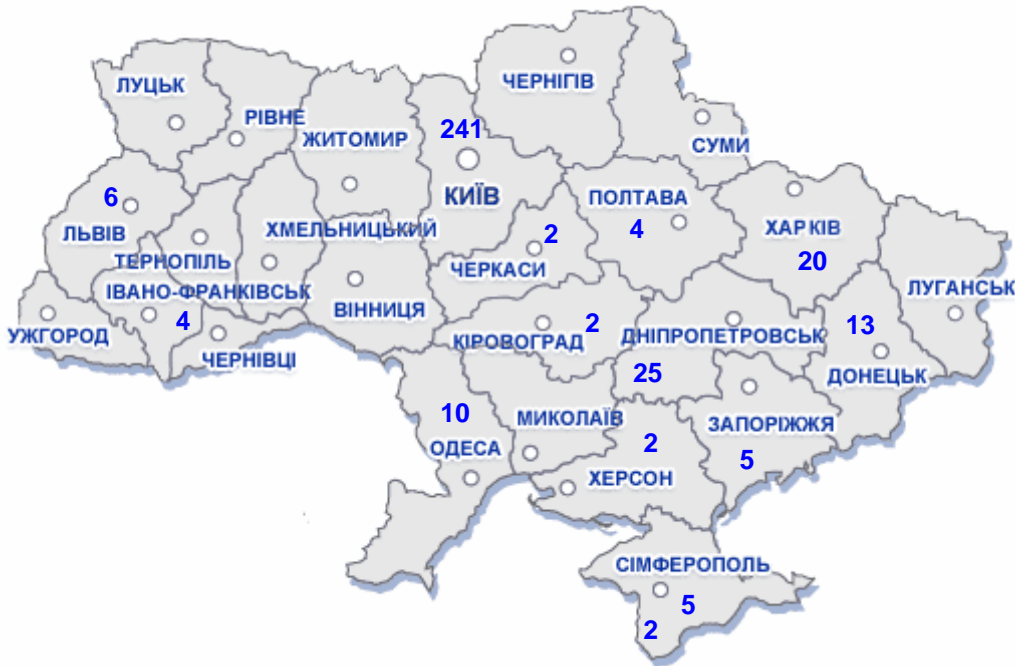 ЧЕРНІГІВ
ЛУЦЬК
РІВНЕ
ЖИТОМИР
241
СУМИ
КИЇВ
6
ПОЛТАВА
ЛЬВІВ
ХМЕЛЬНИЦЬКИЙ
2
4
ХАРКІВ
ТЕРНОПІЛЬ
ЧЕРКАСИ
20
ІВАНО-ФРАНКІВСЬК
ЛУГАНСЬК
4
ВІННИЦЯ
2
13
УЖГОРОД
КІРОВОГРАД
ДНІПРОПЕТРОВСЬК
ЧЕРНІВЦІ
25
ДОНЕЦЬК
10
МИКОЛАЇВ
ЗАПОРІЖЖЯ
ОДЕСА
2
5
ХЕРСОН
СІМФЕРОПОЛЬ
5
2